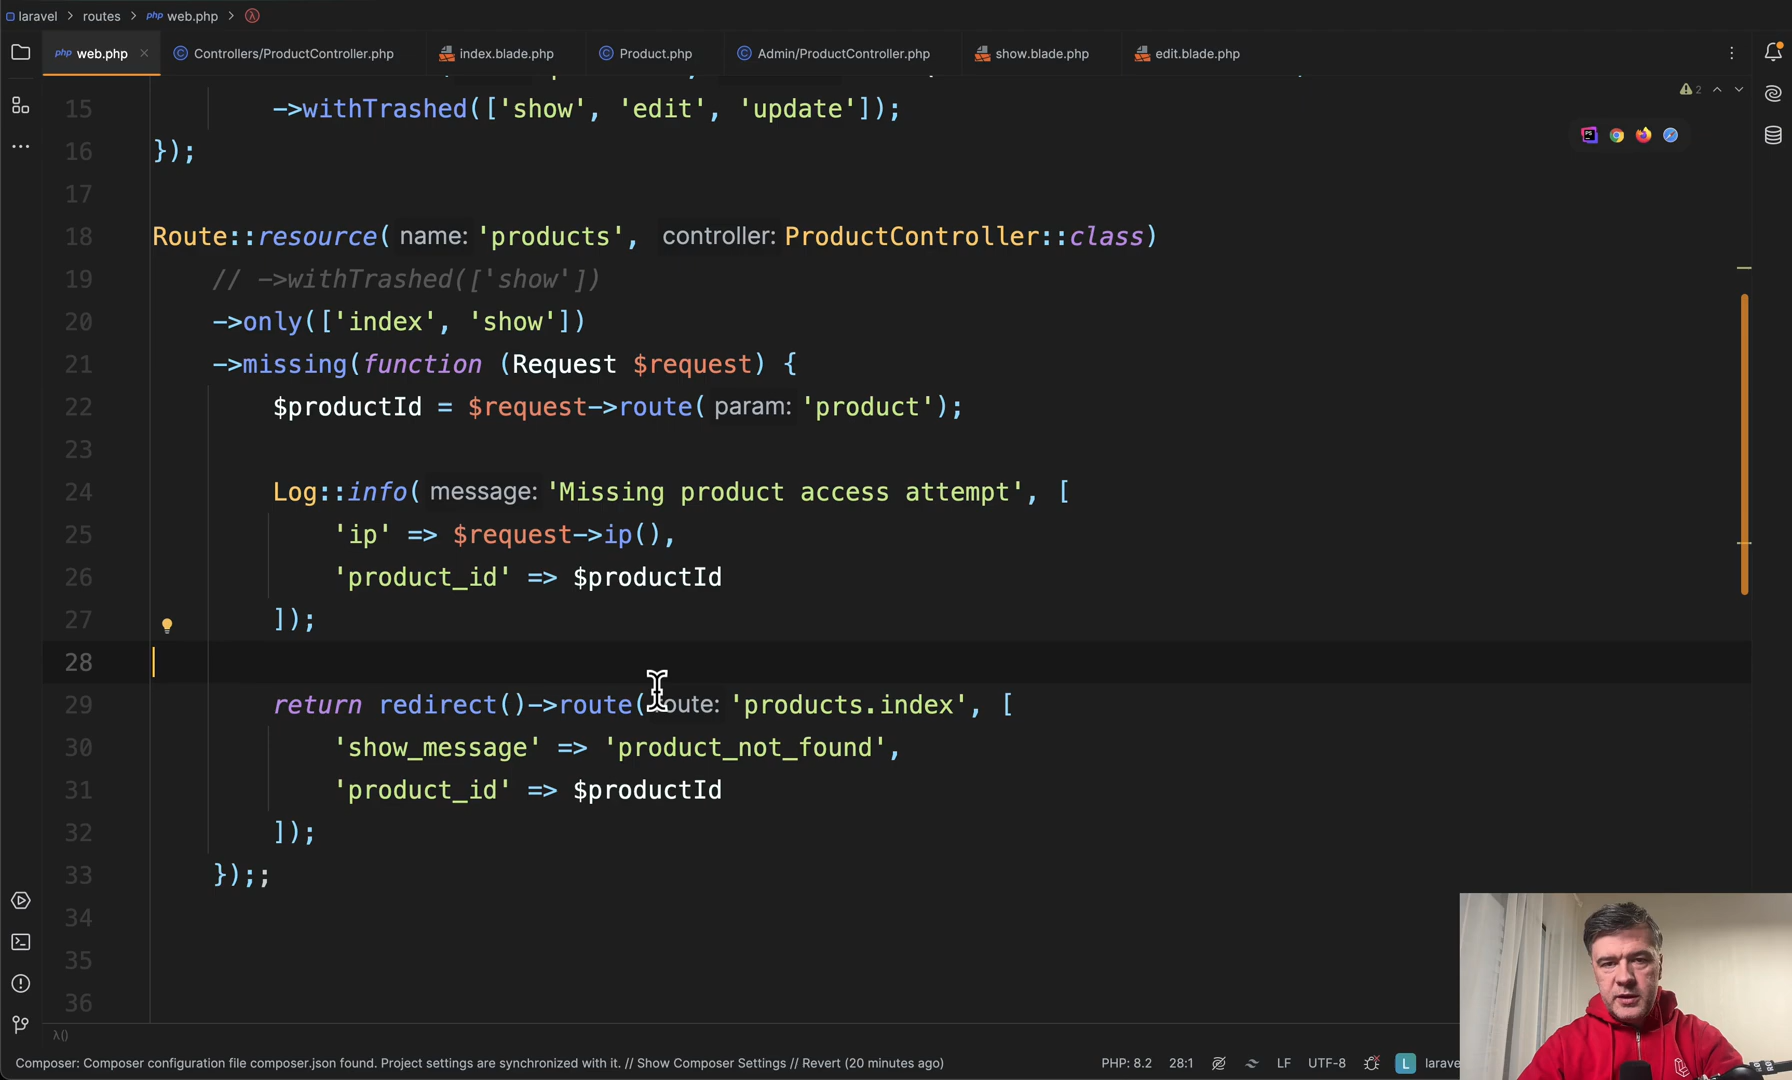 laravel > routes > php web.php >
php web.php × Controllers/ProductController.php index.blade.php Product.php Admin/ProductController.php show.blade.php edit.blade.php
2
15 ->withTrashed(['show', 'edit', 'update']);
16 });
17
18 Route::resource( name: 'products', controller: ProductController::class)
19 // ->withTrashed(['show'])
20 ->only(['index', 'show'])
21 ->missing(function (Request $request) {
22 $productId = $request->route( param: 'product');
23
24 Log::info( message: 'Missing product access attempt', [
25 'ip' => $request->ip(),
26 'product_id' => $productId
27 ]);
28
29 return redirect()->route( route: 'products.index', [
30 'show_message' => 'product_not_found',
31 'product_id' => $productId
32 ]);
33 });;
34
35
36
λ()
Composer: Composer configuration file composer.json found. Project settings are synchronized with it. // Show Composer Settings // Revert (20 minutes ago) PHP: 8.2 28:1 LF UTF-8 L larave